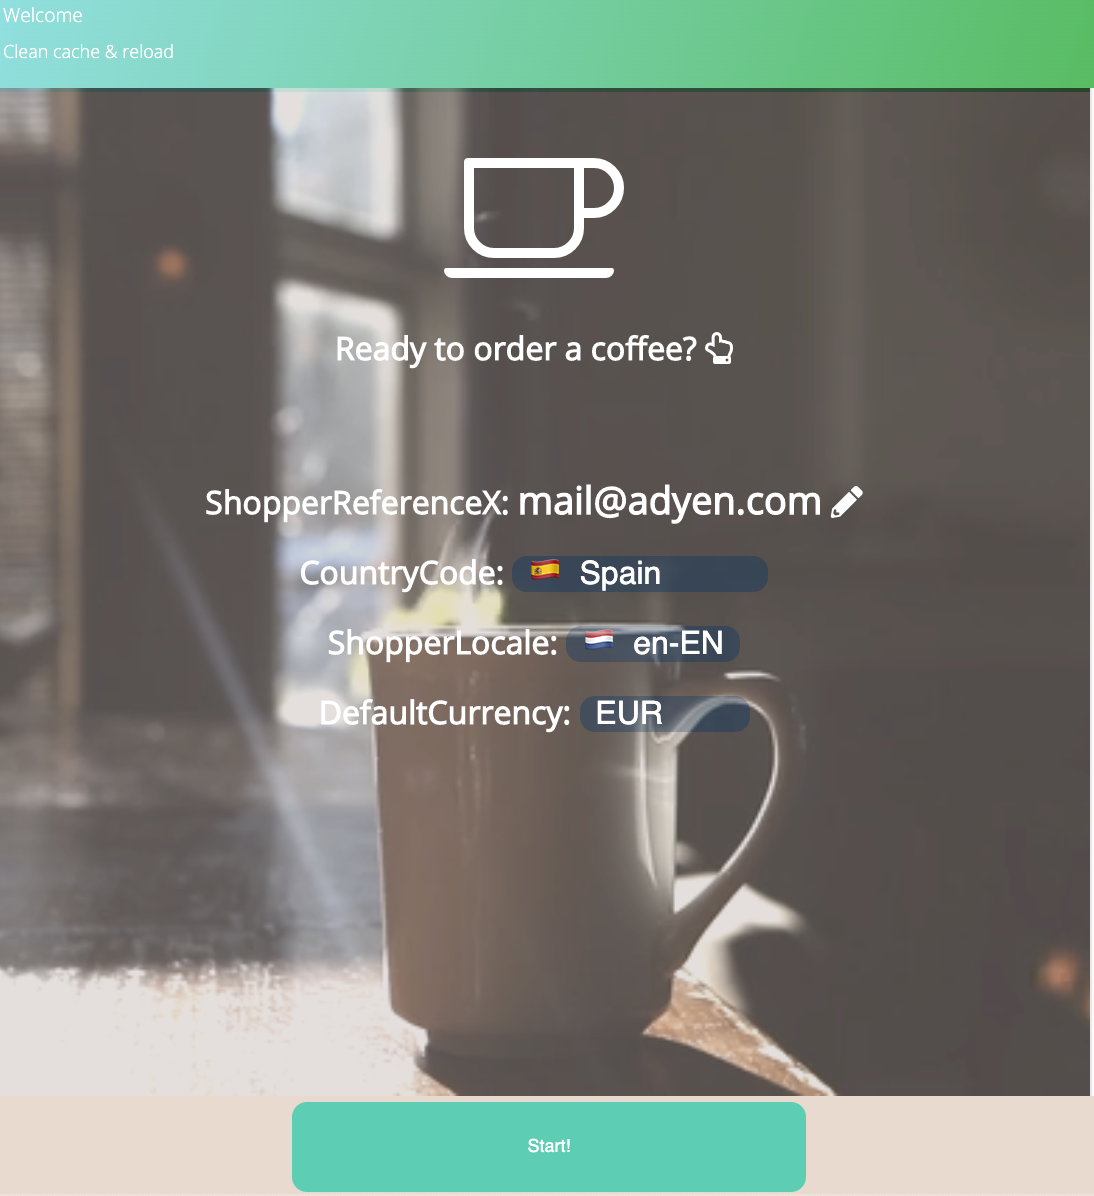 Welcome
Clean cache & reload
Ready to order a coffee?
ShopperReferenceX: mail@adyen.com
CountryCode: 🇪🇸 Spain
ShopperLocale: 🇳🇱 en-EN
DefaultCurrency: EUR
Start!